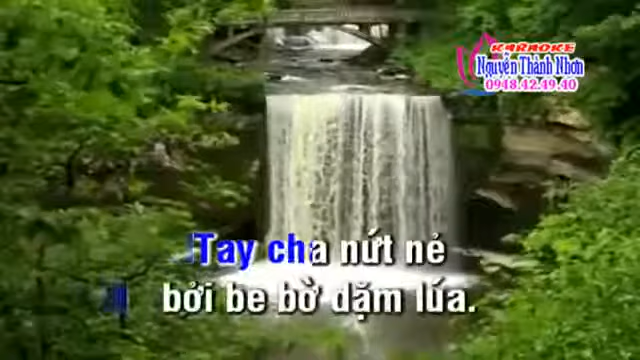 KARAOKE
Nguyễn Thành Nhơn
0948.42.49.40
Tay cha nứt nẻ
bởi be bờ dặm lúa.